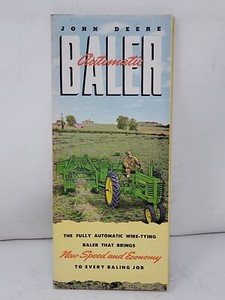 JOHN DEERE
Automatic
BALER
THE FULLY AUTOMATIC WIRE-TYING
BALER THAT BRINGS
New Speed and Economy
TO EVERY BALING JOB